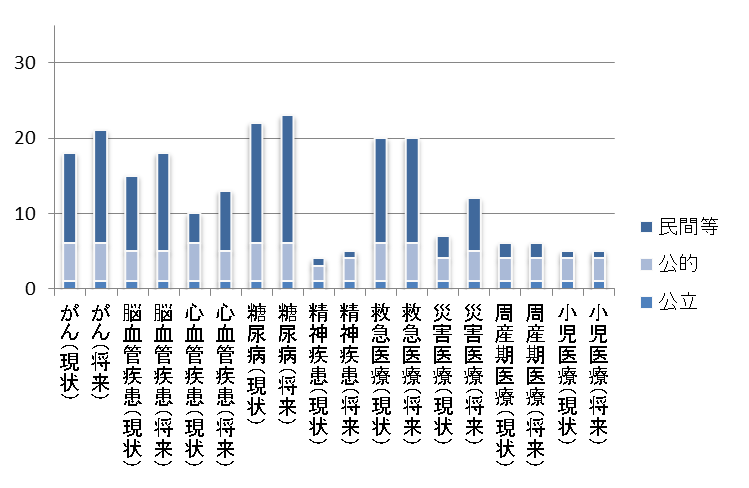 30
20
10
0
民間等
公的
公立
がん(現状)
がん(将来)
脳血管疾患(現状)
脳血管疾患(将来)
心血管疾患(現状)
心血管疾患(将来)
糖尿病(現状)
糖尿病(将来)
精神疾患(現状)
精神疾患(将来)
救急医療(現状)
救急医療(将来)
災害医療(現状)
災害医療(将来)
周産期医療(現状)
周産期医療(将来)
小児医療(現状)
小児医療(将来)